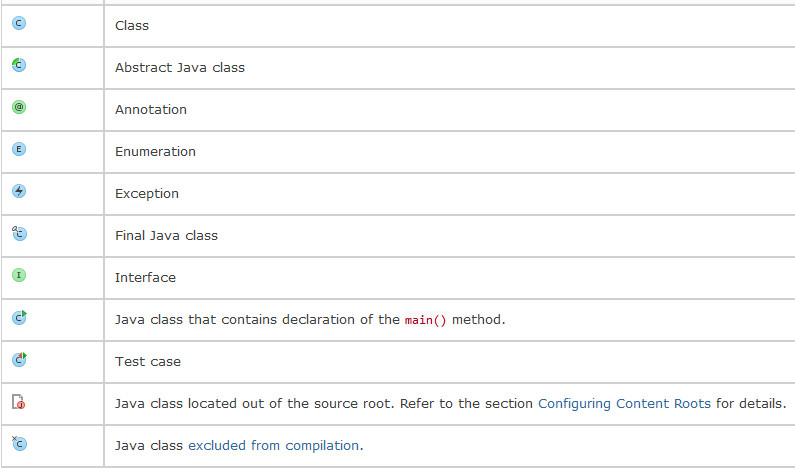 C Class
C Abstract Java class
@ Annotation
E Enumeration
Exception
C Final Java class
I Interface
C Java class that contains declaration of the main() method.
C Test case
Java class located out of the source root. Refer to the section Configuring Content Roots for details.
C Java class excluded from compilation.